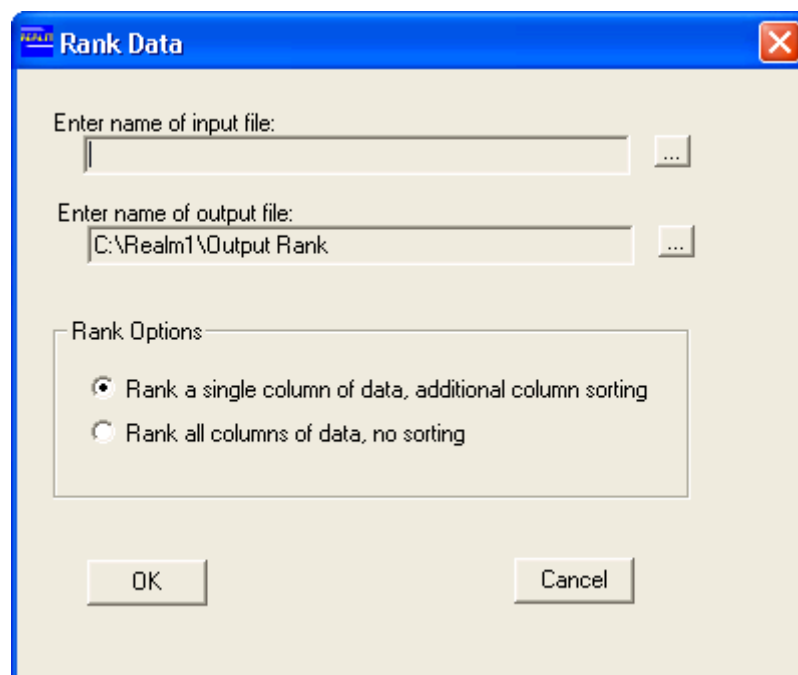 REALM Rank Data
Enter name of input file:
...
Enter name of output file:
C:\Realm1\Output Rank
...
Rank Options
Rank a single column of data, additional column sorting
Rank all columns of data, no sorting
OK Cancel